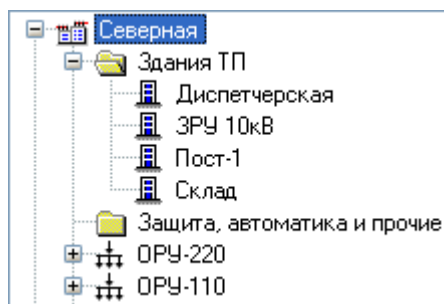 Северная
Здания ТП
Диспетчерская
ЗРУ 10кВ
Пост-1
Склад
Защита, автоматика и прочие
ОРУ-220
ОРУ-110